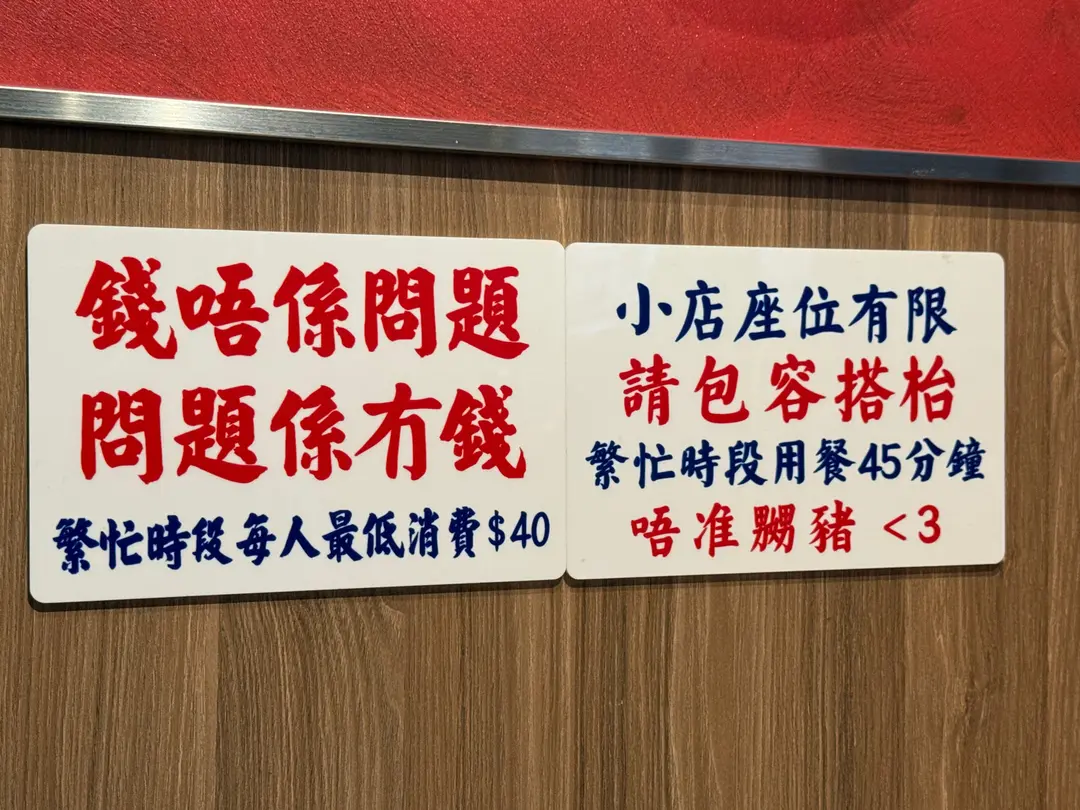 錢唔係問題
問題係冇錢
繁忙時段每人最低消費$40
小店座位有限
請包容搭枱
繁忙時段用餐45分鐘
唔准嬲豬 <3